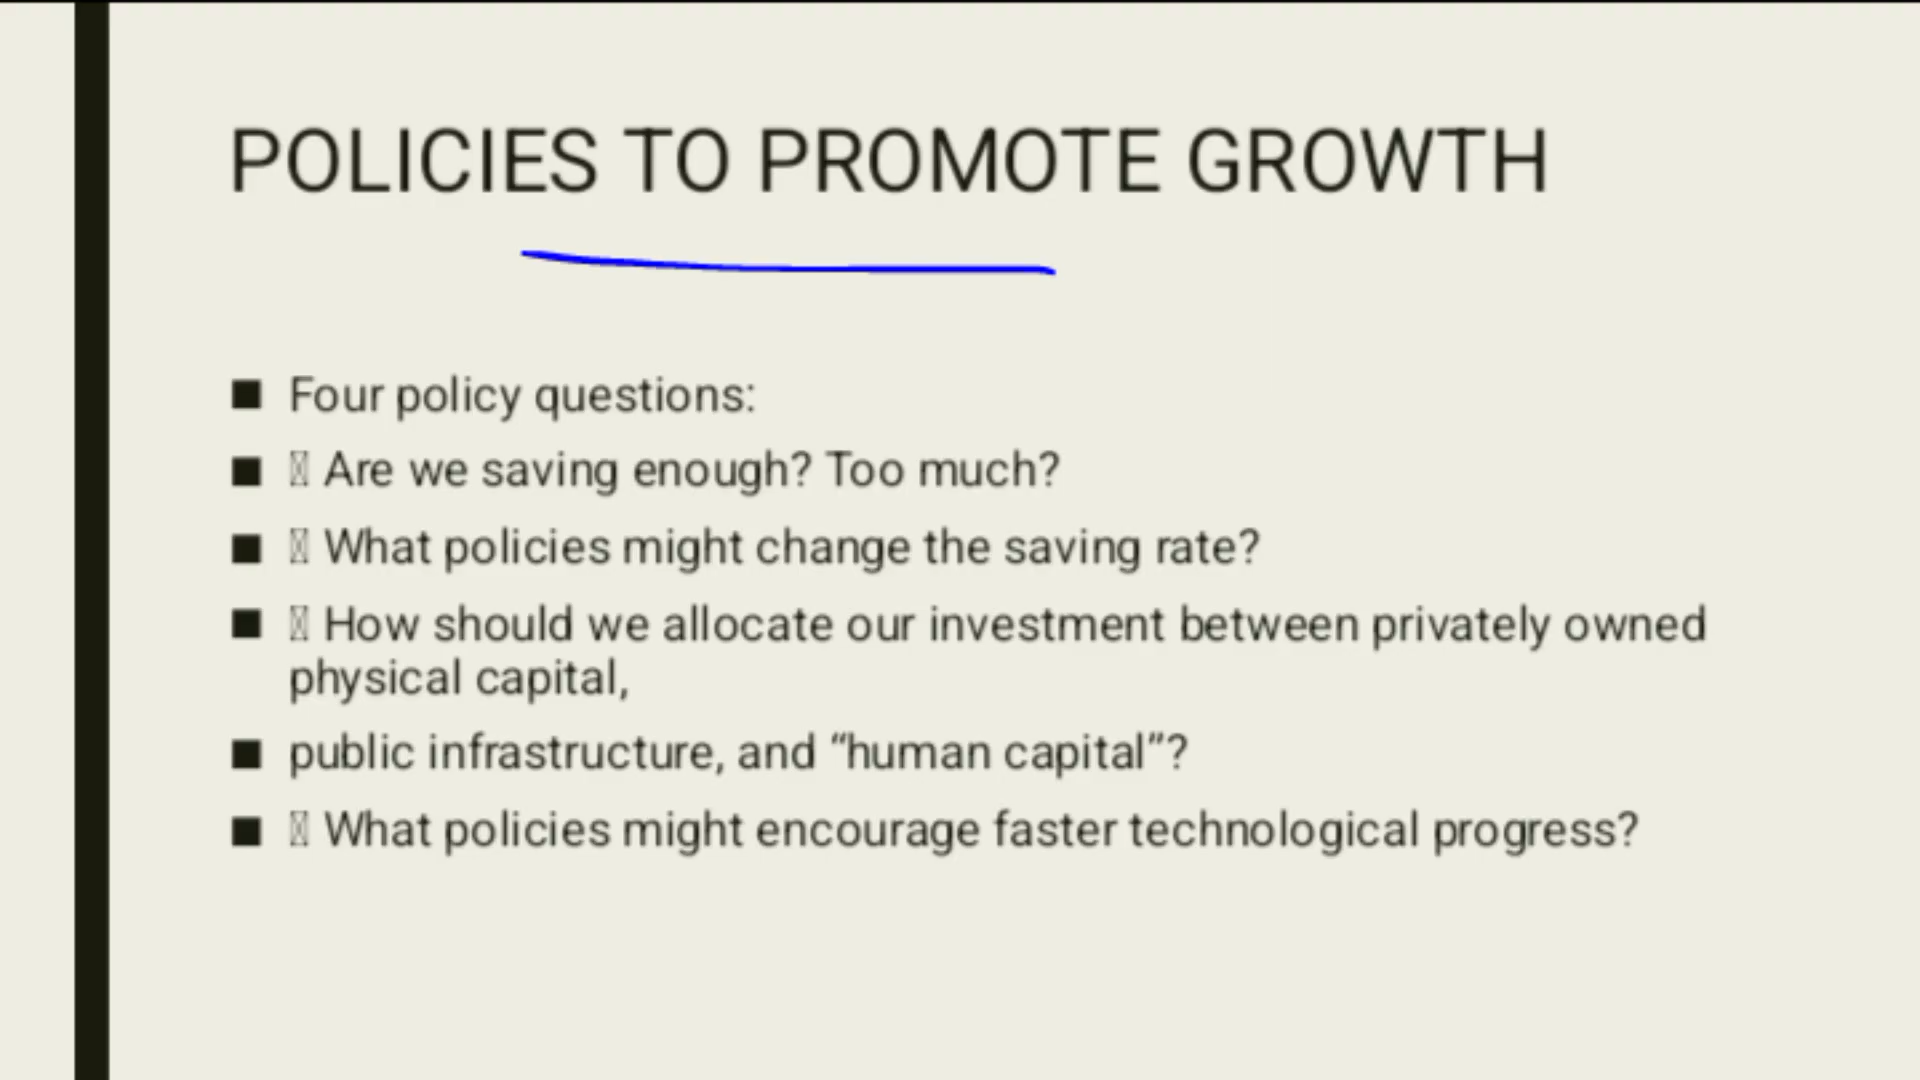 POLICIES TO PROMOTE GROWTH
Four policy questions:
Are we saving enough? Too much?
What policies might change the saving rate?
How should we allocate our investment between privately owned
physical capital,
public infrastructure, and “human capital”?
What policies might encourage faster technological progress?